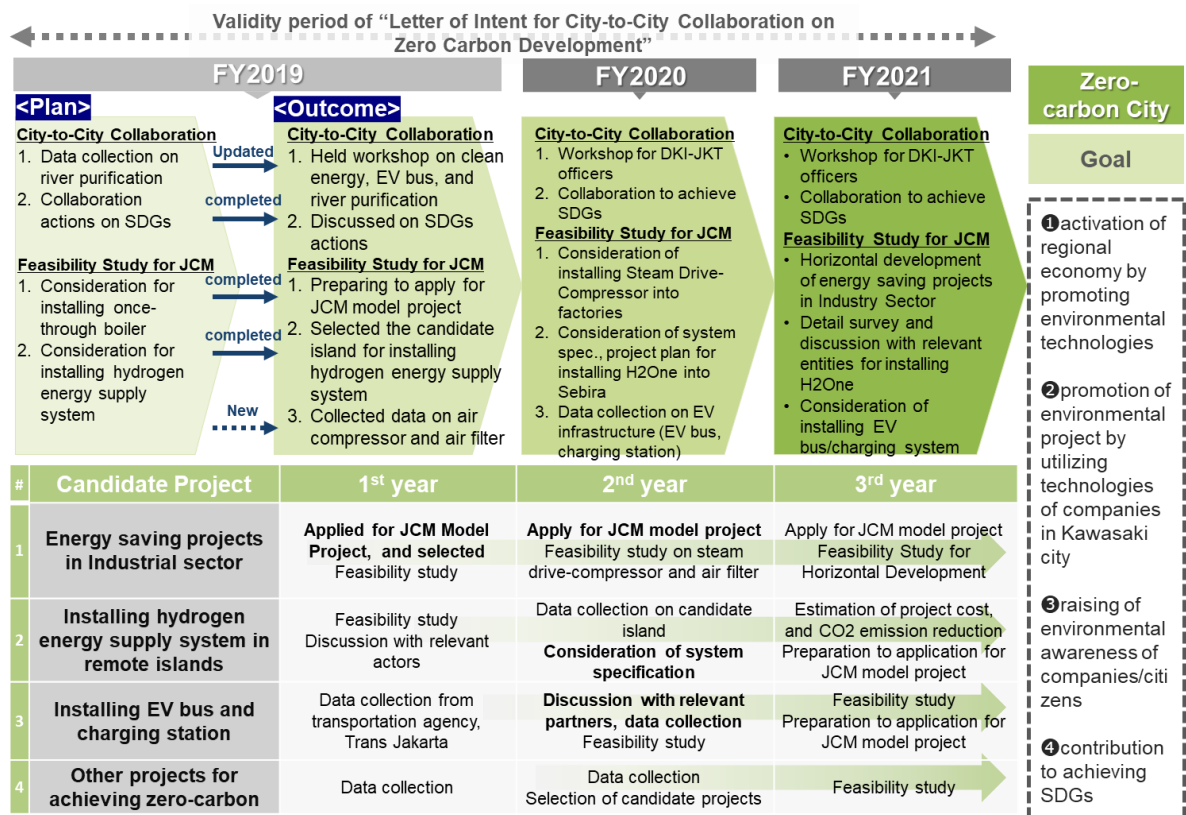 Validity period of “Letter of Intent for City-to-City Collaboration on
Zero Carbon Development”
FY2019
FY2020
FY2021
Zero-
carbon City
Goal
<Plan>
City-to-City Collaboration
1. Data collection on
river purification
2. Collaboration
actions on SDGs
Feasibility Study for JCM
1. Consideration for
installing once-
through boiler
2. Consideration for
installing hydrogen
energy supply
system
Updated
completed
completed
completed
New
<Outcome>
City-to-City Collaboration
1. Held workshop on clean
energy, EV bus, and
river purification
2. Discussed on SDGs
actions
Feasibility Study for JCM
1. Preparing to apply for
JCM model project
2. Selected the candidate
island for installing
hydrogen energy supply
system
3. Collected data on air
compressor and air filter
City-to-City Collaboration
1. Workshop for DKI-JKT
officers
2. Collaboration to achieve
SDGs
Feasibility Study for JCM
1. Consideration of
installing Steam Drive-
Compressor into
factories
2. Consideration of system
spec., project plan for
installing H2One into
Sebira
3. Data collection on EV
infrastructure (EV bus,
charging station)
City-to-City Collaboration
• Workshop for DKI-JKT
officers
• Collaboration to achieve
SDGs
Feasibility Study for JCM
• Horizontal development
of energy saving projects
in Industry Sector
• Detail survey and
discussion with relevant
entities for installing
H2One
• Consideration of
installing EV
bus/charging system
❶activation of
regional
economy by
promoting
environmental
technologies
❷promotion of
environmental
project by
utilizing
technologies
of companies
in Kawasaki
city
❸raising of
environmental
awareness of
companies/citi
zens
❹contribution
to achieving
SDGs
# Candidate Project 1st year 2nd year 3rd year
1
Energy saving projects
in Industrial sector
Applied for JCM Model
Project, and selected
Feasibility study
Apply for JCM model project
Feasibility study on steam
drive-compressor and air filter
Apply for JCM model project
Feasibility Study for
Horizontal Development
2
Installing hydrogen
energy supply system in
remote islands
Feasibility study
Discussion with relevant
actors
Data collection on candidate
island
Consideration of system
specification
Estimation of project cost,
and CO2 emission reduction
Preparation to application for
JCM model project
3
Installing EV bus and
charging station
Data collection from
transportation agency,
Trans Jakarta
Discussion with relevant
partners, data collection
Feasibility study
Feasibility study
Preparation to application for
JCM model project
4
Other projects for
achieving zero-carbon
Data collection
Data collection
Selection of candidate projects
Feasibility study